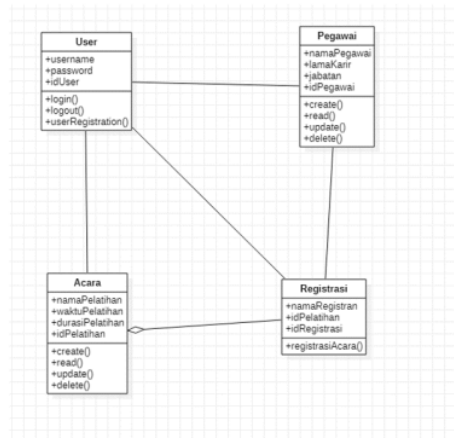 User
+username
+password
+idUser
+login()
+logout()
+userRegistration()
Pegawai
+namaPegawai
+lamaKarir
+jabatan
+idPegawai
+create()
+read()
+update()
+delete()
Acara
+namaPelatihan
+waktuPelatihan
+durasiPelatihan
+idPelatihan
+create()
+read()
+update()
+delete()
Registrasi
+namaRegistran
+idPelatihan
+idRegistrasi
+registrasiAcara()